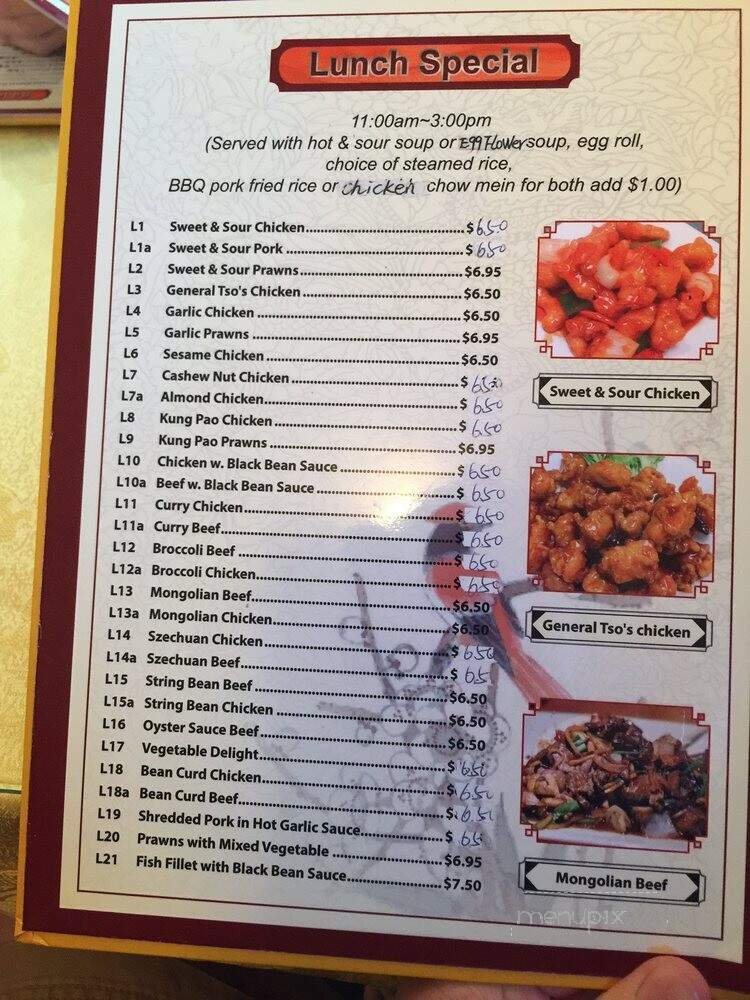 Lunch Special
11:00am~3:00pm
(Served with hot & sour soup or Egg Flower soup, egg roll,
choice of steamed rice,
BBQ pork fried rice or chicken chow mein for both add $1.00)
L1 Sweet & Sour Chicken $6.50
L1a Sweet & Sour Pork $6.50
L2 Sweet & Sour Prawns $6.95
L3 General Tso's Chicken $6.50
L4 Garlic Chicken $6.50
L5 Garlic Prawns $6.95
L6 Sesame Chicken $6.50
L7 Cashew Nut Chicken $6.50
L7a Almond Chicken $6.50
L8 Kung Pao Chicken $6.50
L9 Kung Pao Prawns $6.95
L10 Chicken w. Black Bean Sauce $6.50
L10a Beef w. Black Bean Sauce $6.50
L11 Curry Chicken $6.50
L11a Curry Beef $6.50
L12 Broccoli Beef $6.50
L12a Broccoli Chicken $6.50
L13 Mongolian Beef $6.50
L13a Mongolian Chicken $6.50
L14 Szechuan Chicken $6.50
L14a Szechuan Beef $
L15 String Bean Beef $6.50
L15a String Bean Chicken $6.50
L16 Oyster Sauce Beef $6.50
L17 Vegetable Delight $6.50
L18 Bean Curd Chicken $6.50
L18a Bean Curd Beef $6.50
L19 Shredded Pork in Hot Garlic Sauce $
L20 Prawns with Mixed Vegetable $6.95
L21 Fish Fillet with Black Bean Sauce $7.50
Sweet & Sour Chicken
General Tso's chicken
Mongolian Beef
menupix